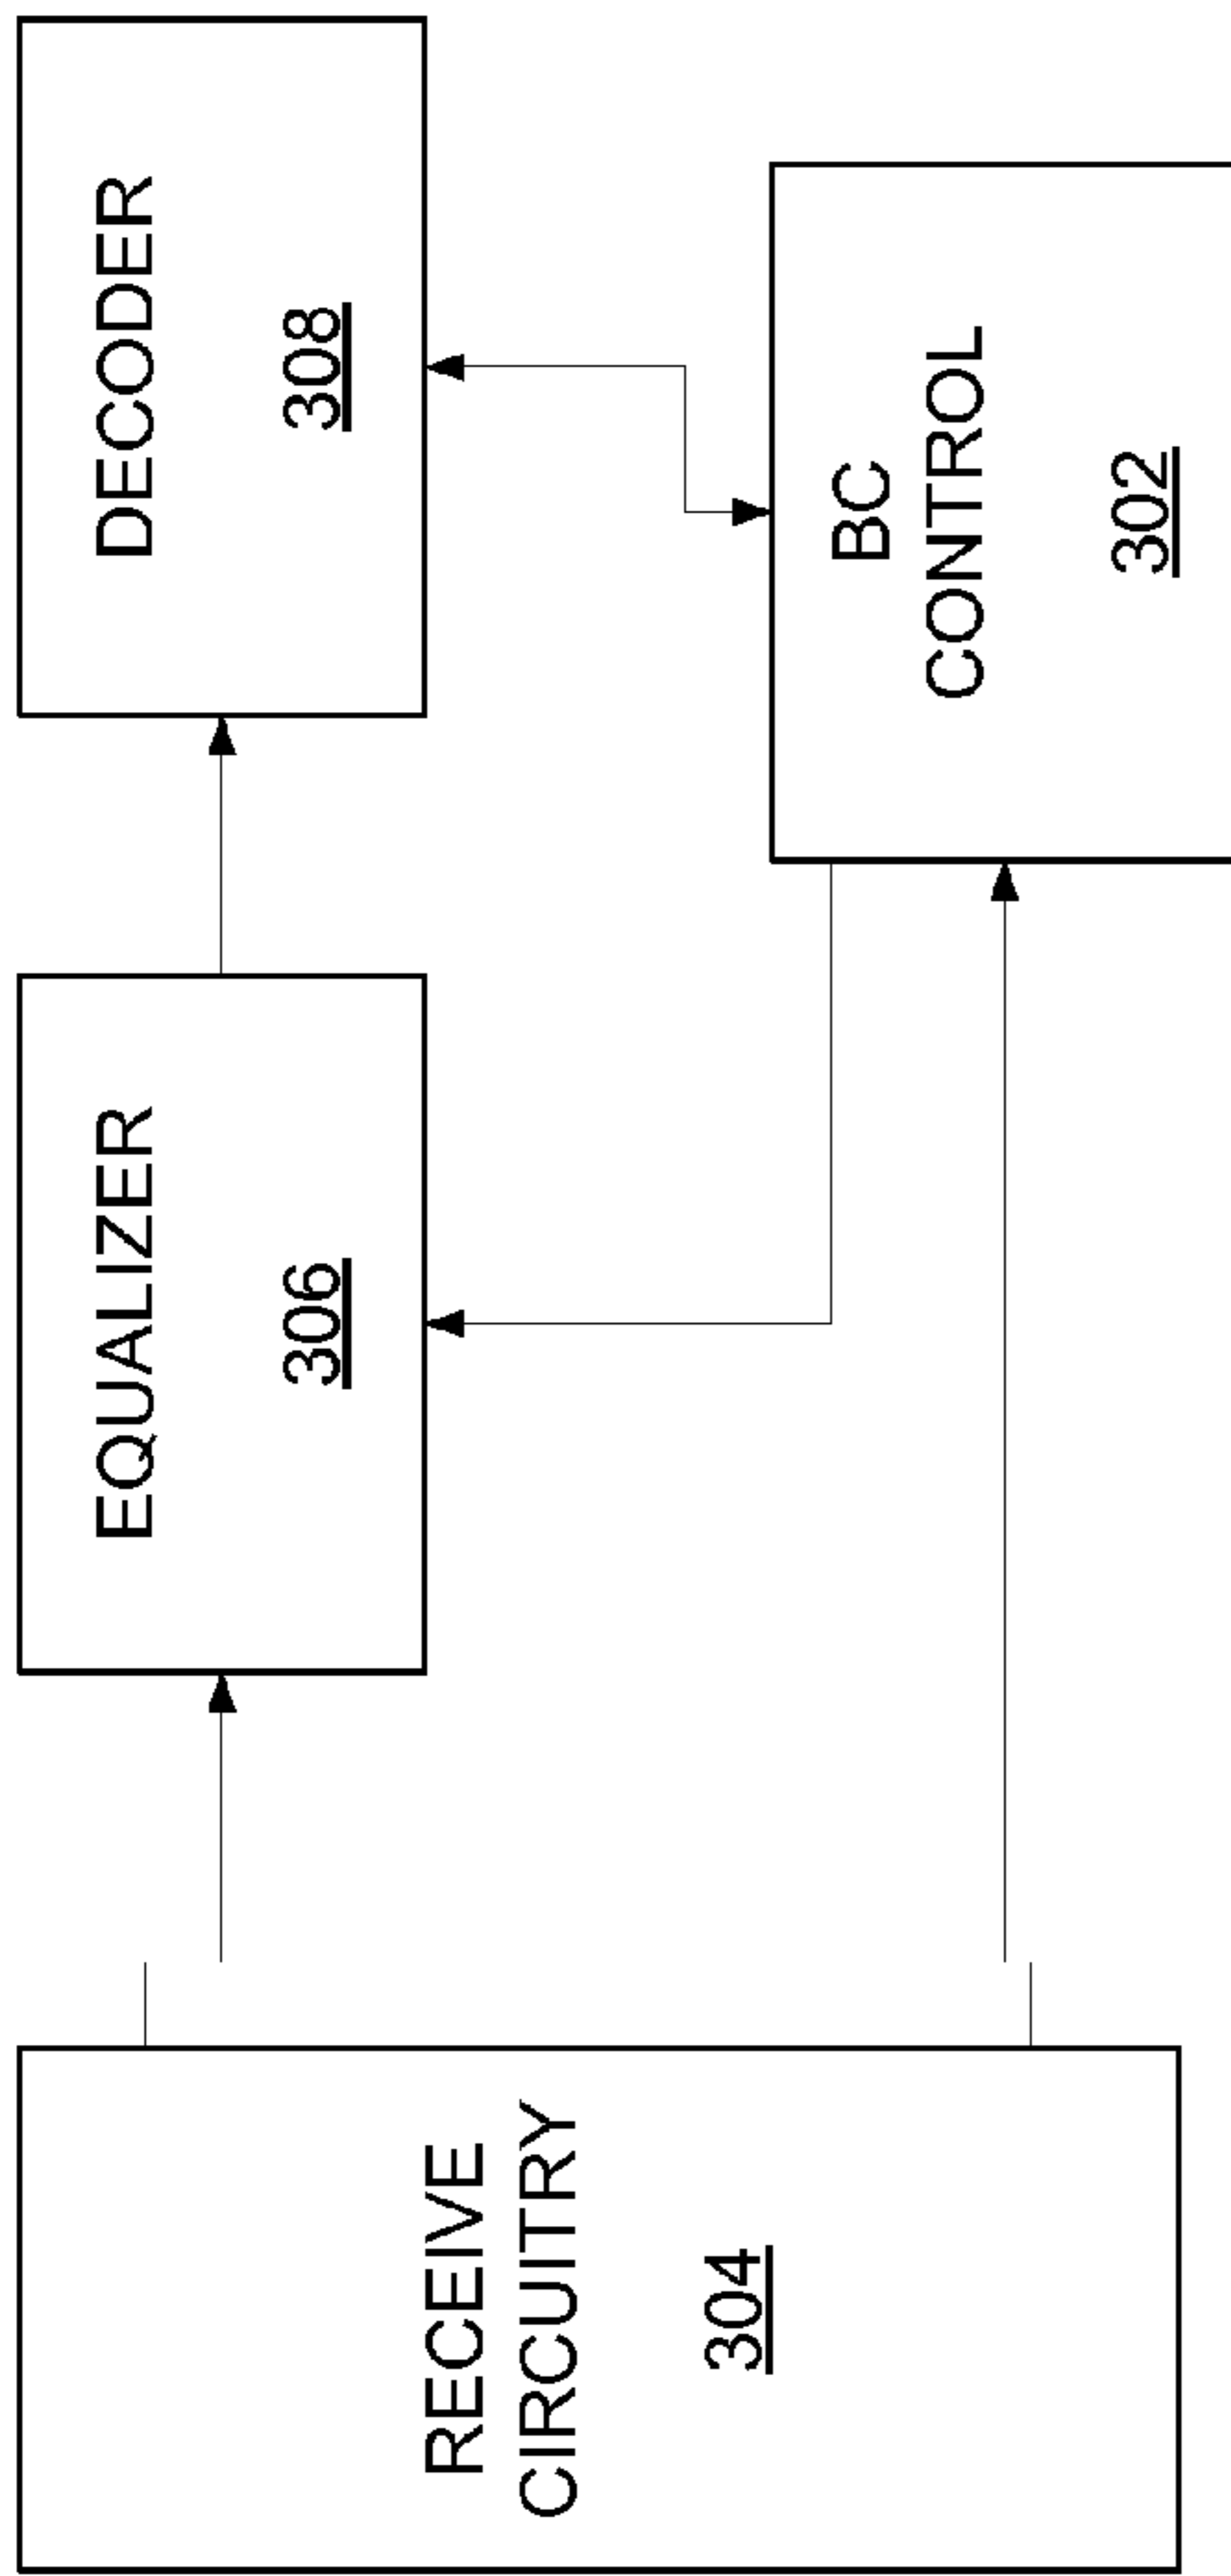 RECEIVE
CIRCUITRY
304
EQUALIZER
306
DECODER
308
BC
CONTROL
302